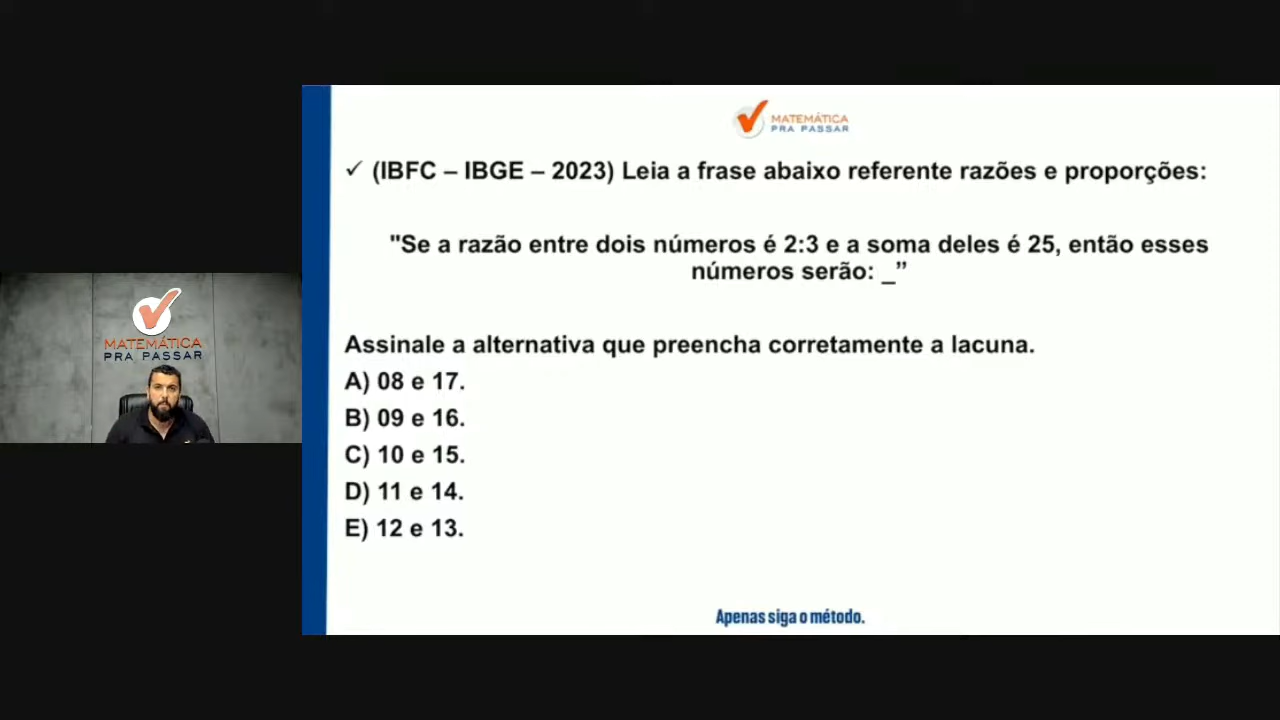 MATEMÁTICA
PRA PASSAR
✓ (IBFC – IBGE – 2023) Leia a frase abaixo referente razões e proporções:
"Se a razão entre dois números é 2:3 e a soma deles é 25, então esses
números serão: _”
Assinale a alternativa que preencha corretamente a lacuna.
A) 08 e 17.
B) 09 e 16.
C) 10 e 15.
D) 11 e 14.
E) 12 e 13.
Apenas siga o método.
MATEMÁTICA
PRA PASSAR